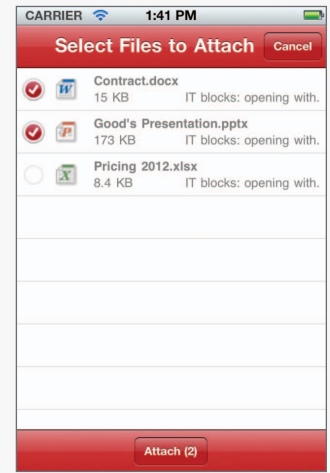 CARRIER 1:41 PM
Select Files to Attach Cancel
Contract.docx
15 KB IT blocks: opening with.
Good's Presentation.pptx
173 KB IT blocks: opening with.
Pricing 2012.xlsx
8.4 KB IT blocks: opening with.
Attach (2)